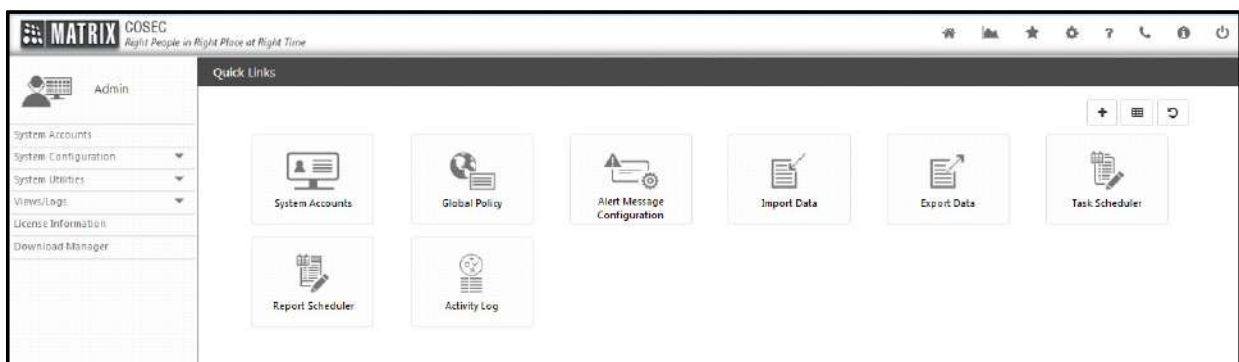 MATRIX COSEC
Right People in Right Place at Right Time
Admin
Quick Links
System Accounts
System Configuration
System Utilities
Views/Logs
License Information
Download Manager
System Accounts
Global Policy
Alert Message
Configuration
Import Data
Export Data
Task Scheduler
Report Scheduler
Activity Log